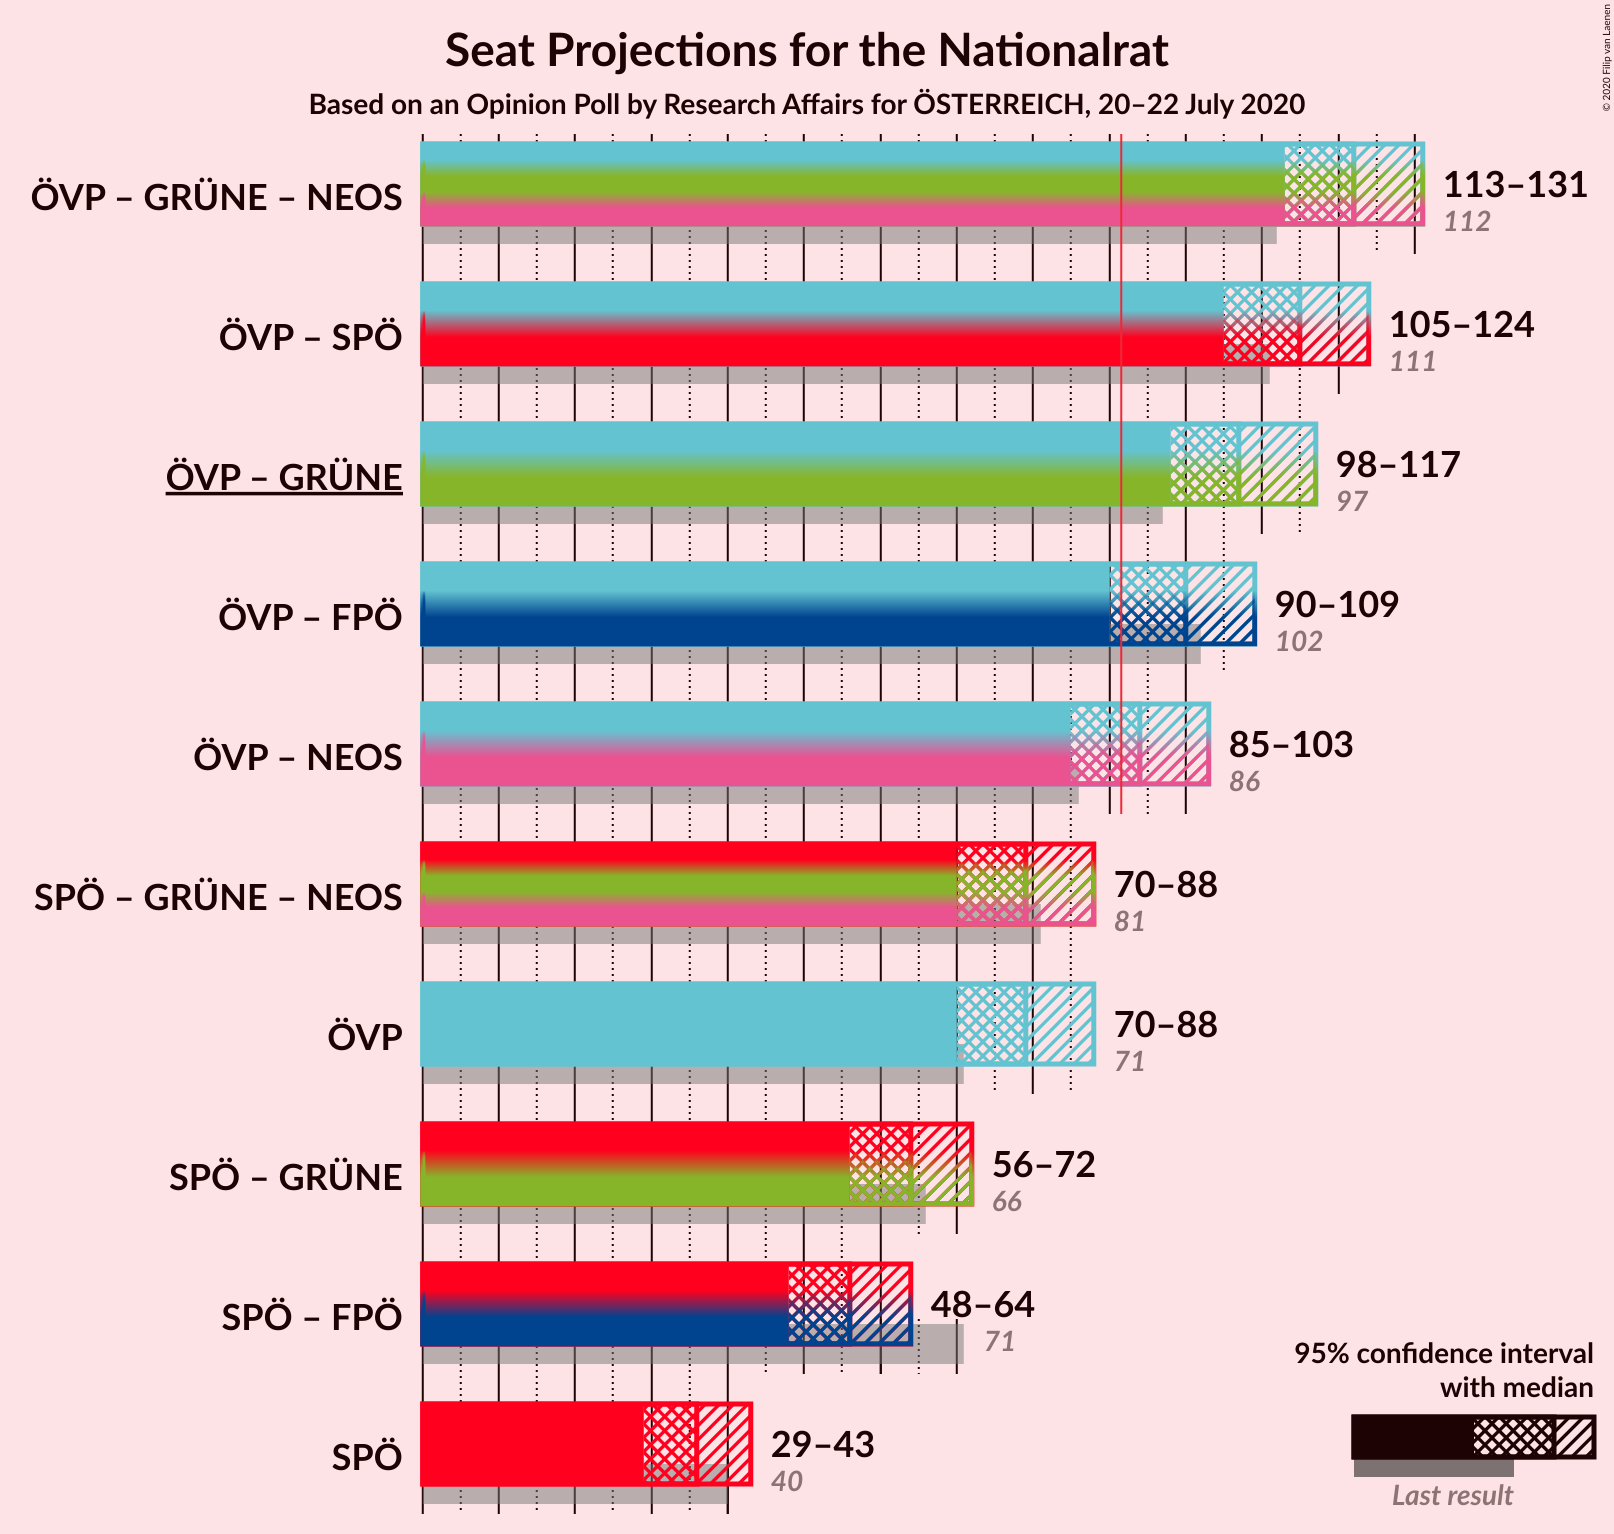 Seat Projections for the Nationalrat
Based on an Opinion Poll by Research Affairs for ÖSTERREICH, 20–22 July 2020
© 2020 Filip van Laenen
ÖVP – GRÜNE – NEOS
113–131
112
ÖVP – SPÖ
105–124
111
ÖVP – GRÜNE
98–117
97
ÖVP – FPÖ
90–109
102
ÖVP – NEOS
85–103
86
SPÖ – GRÜNE – NEOS
70–88
81
ÖVP
70–88
71
SPÖ – GRÜNE
56–72
66
SPÖ – FPÖ
48–64
71
SPÖ
29–43
40
95% confidence interval
with median
Last result